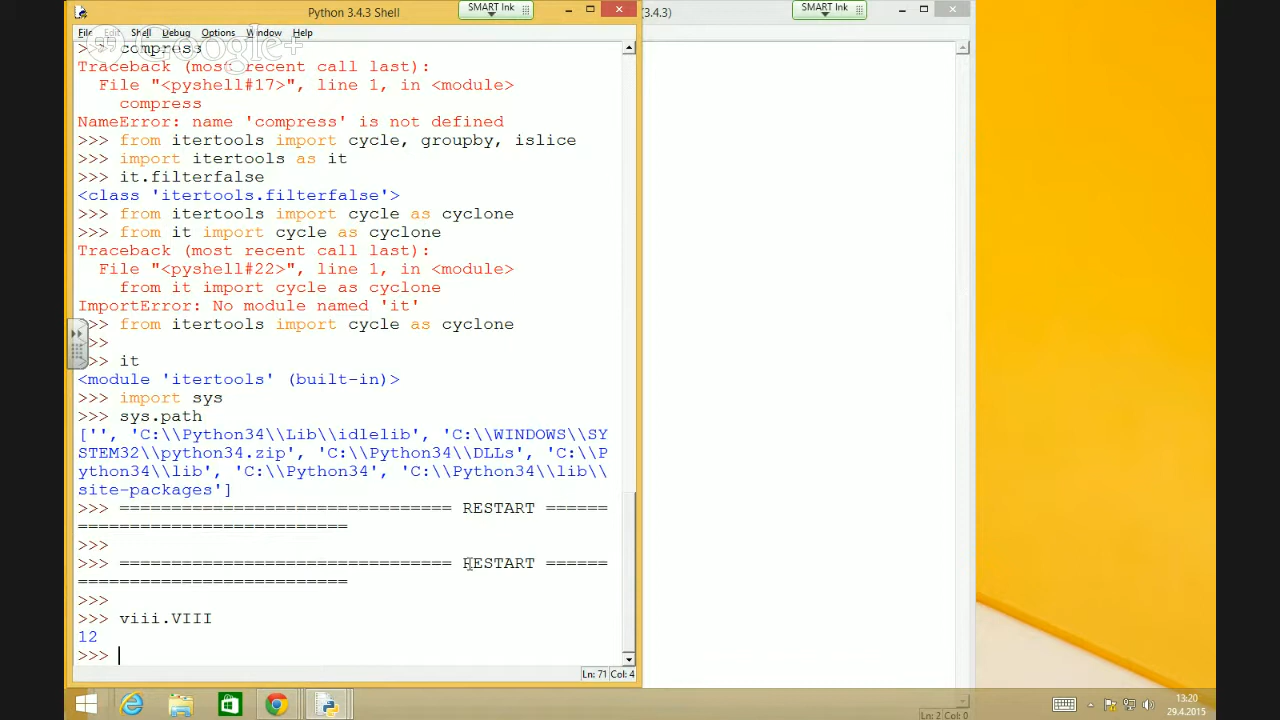 Python 3.4.3 Shell
SMART Ink
3.4.3)
SMART Ink
File Edit Shell Debug Options Window Help
Google+
>>> compress
Traceback (most recent call last):
File "<pyshell#17>", line 1, in <module>
compress
NameError: name 'compress' is not defined
>>> from itertools import cycle, groupby, islice
>>> import itertools as it
>>> it.filterfalse
<class 'itertools.filterfalse'>
>>> from itertools import cycle as cyclone
>>> from it import cycle as cyclone
Traceback (most recent call last):
File "<pyshell#22>", line 1, in <module>
from it import cycle as cyclone
ImportError: No module named 'it'
>> from itertools import cycle as cyclone
>>
>> it
<module 'itertools' (built-in)>
>>> import sys
>>> sys.path
['', 'C:\\Python34\\Lib\\idlelib', 'C:\\WINDOWS\\SY
STEM32\\python34.zip', 'C:\\Python34\\DLLs', 'C:\\P
ython34\\lib', 'C:\\Python34', 'C:\\Python34\\lib\\
site-packages']
>>> ================================ RESTART ======
==========================
>>>
>>> ================================ RESTART ======
==========================
>>>
>>> viii.VIII
12
>>>
Ln: 71 Col: 4
Ln: 2 Col: 0
13:20
29.4.2015